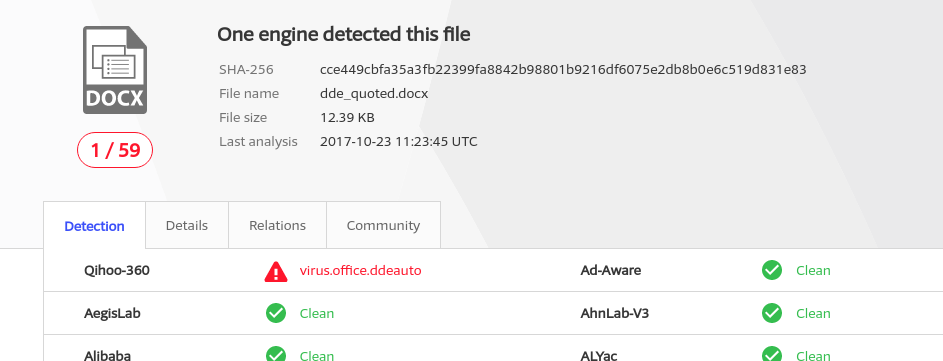 One engine detected this file
SHA-256 cce449cbfa35a3fb22399fa8842b98801b9216df6075e2db8b0e6c519d831e83
File name dde_quoted.docx
File size 12.39 KB
Last analysis 2017-10-23 11:23:45 UTC
DOCX
1 / 59
Detection Details Relations Community
Qihoo-360 virus.office.ddeauto Ad-Aware Clean
AegisLab Clean AhnLab-V3 Clean
Alibaba Clean ALYac Clean